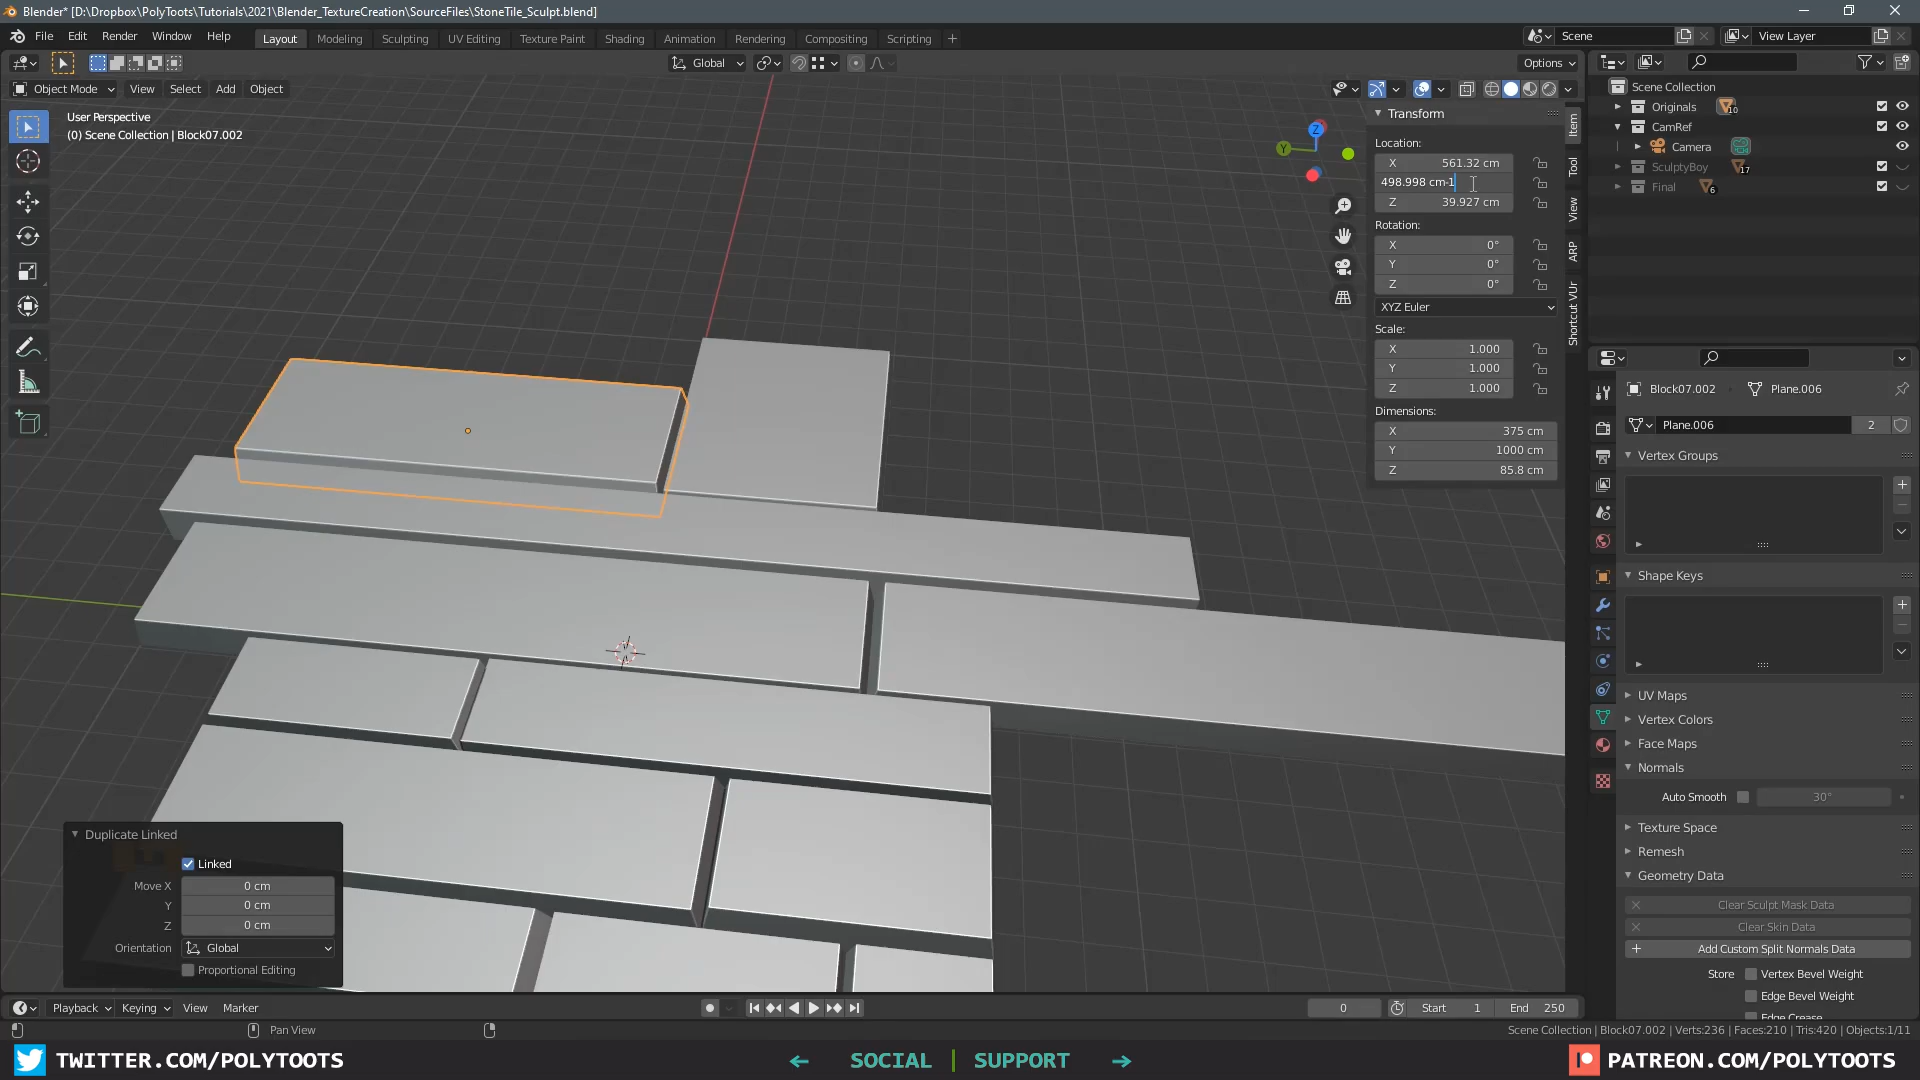 Blender* [D:\Dropbox\PolyToots\Tutorials\2021\Blender_TextureCreation\SourceFiles\StoneTile_Sculpt.blend]
File Edit Render Window Help Layout Modeling Sculpting UV Editing Texture Paint Shading Animation Rendering Compositing Scripting + Scene View Layer
Global Options
Object Mode View Select Add Object
User Perspective
(0) Scene Collection | Block07.002
Z
Y
Transform
Location:
X 561.32 cm
498.998 cm-1
Z 39.927 cm
Rotation:
X 0°
Y 0°
Z 0°
XYZ Euler
Scale:
X 1.000
Y 1.000
Z 1.000
Dimensions:
X 375 cm
Y 1000 cm
Z 85.8 cm
Item
Tool
View
ARP
Shortcut VUr
Scene Collection
Originals 10
CamRef
Camera
SculptyBoy 17
Final 6
Block07.002 Plane.006
Plane.006 2
Vertex Groups
Shape Keys
UV Maps
Vertex Colors
Face Maps
Normals
Auto Smooth 30°
Texture Space
Remesh
Geometry Data
Clear Sculpt Mask Data
Clear Skin Data
Add Custom Split Normals Data
Store Vertex Bevel Weight
Edge Bevel Weight
Edge Crease
Duplicate Linked
Linked
Move X 0 cm
Y 0 cm
Z 0 cm
Orientation Global
Proportional Editing
Playback Keying View Marker 0 Start 1 End 250
Pan View
Scene Collection | Block07.002 | Verts:236 | Faces:210 | Tris:420 | Objects:1/11
TWITTER.COM/POLYTOOTS ← SOCIAL | SUPPORT → PATREON.COM/POLYTOOTS